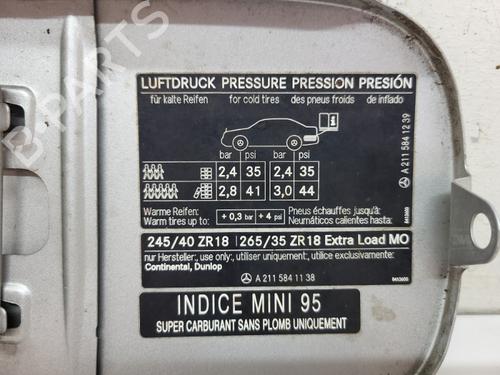 LUFTDRUCK PRESSURE PRESSION PRESIÓN
für kalte Reifen for cold tires des pneus froids de inflado
bar psi bar psi
2,4 35 2,4 35
2,8 41 3,0 44
Warme Reifen: Pneus échauffés jusqu'à:
Warm tires up to: + 0,3 bar + 4 psi Neumáticos calientes hasta:
A 211 584 12 39
245/40 ZR18 265/35 ZR18 Extra Load MO
nur Hersteller: use only: utiliser uniquement: utilice exclusivamente:
Continental, Dunlop
A 211 584 11 38
INDICE MINI 95
SUPER CARBURANT SANS PLOMB UNIQUEMENT
B-PARTS